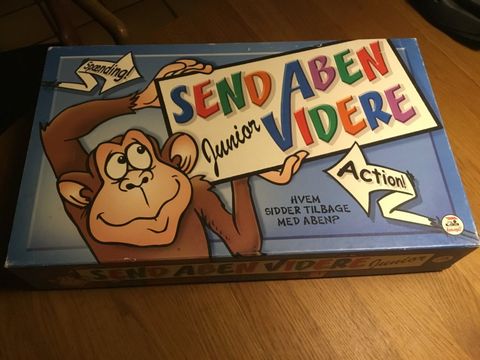 Spænding!
SEND ABEN
Junior VIDERE
Action!
HVEM
SIDDER TILBAGE
MED ABEN?
SEND ABEN VIDERE Junior